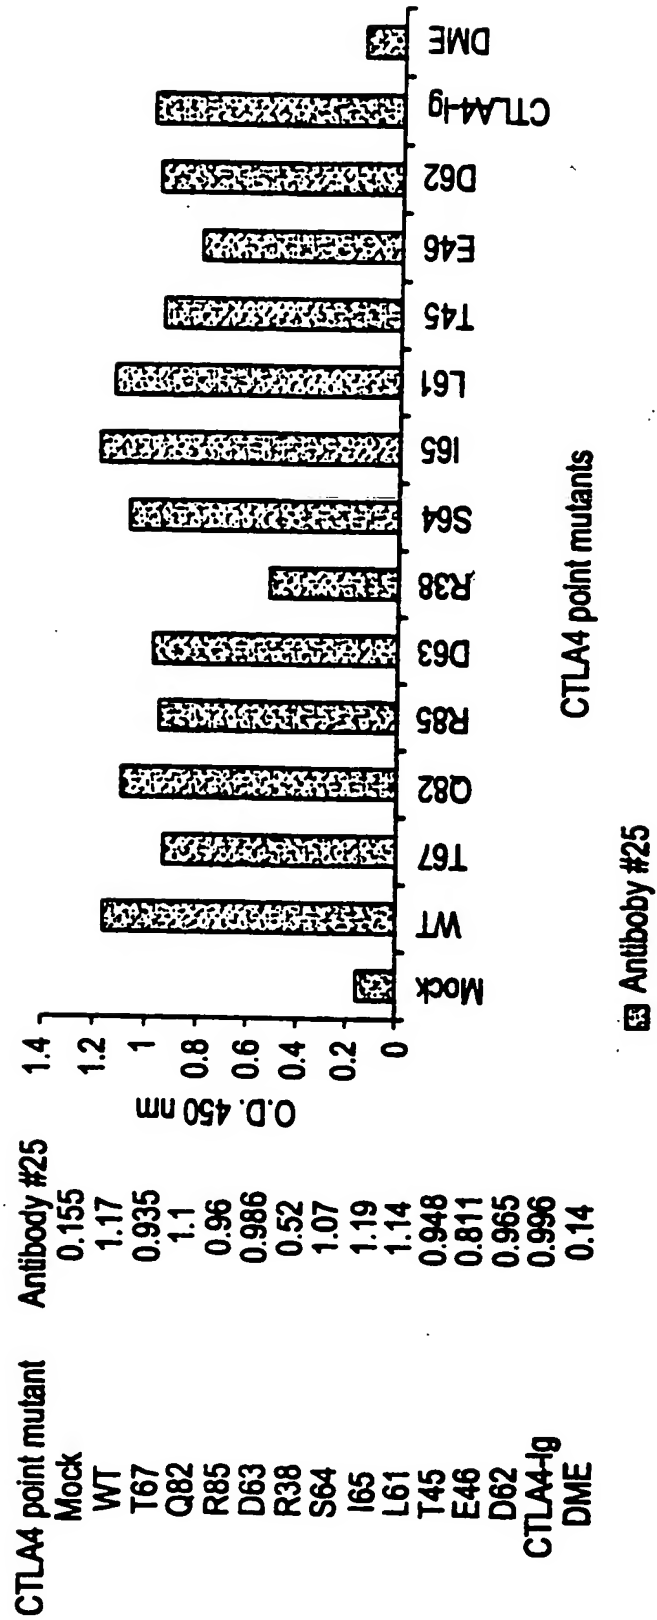 CTLA4 point mutant Antibody #25
Mock 0.155
WT 1.17
T67 0.935
Q82 1.1
R85 0.96
D63 0.986
R38 0.52
S64 1.07
I65 1.19
L61 1.14
T45 0.948
E46 0.811
D62 0.965
CTLA4-Ig 0.996
DME 0.14
O.D. 450 nm
1.4
1.2
1
0.8
0.6
0.4
0.2
0
Mock WT T67 Q82 R85 D63 R38 S64 I65 L61 T45 E46 D62 CTLA4-Ig DME
CTLA4 point mutants
Antiboby #25